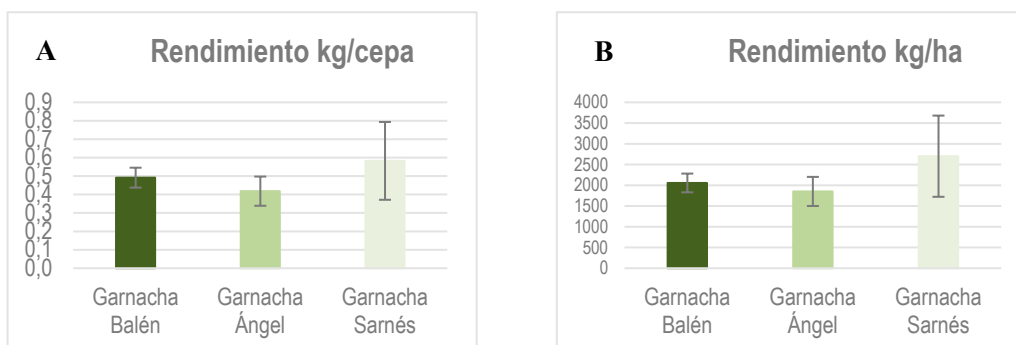 A
Rendimiento kg/cepa
0,9
0,8
0,7
0,6
0,5
0,4
0,3
0,2
0,1
0,0
Garnacha
Balén
Garnacha
Ángel
Garnacha
Sarnés
B
Rendimiento kg/ha
4000
3500
3000
2500
2000
1500
1000
500
0
Garnacha
Balén
Garnacha
Ángel
Garnacha
Sarnés